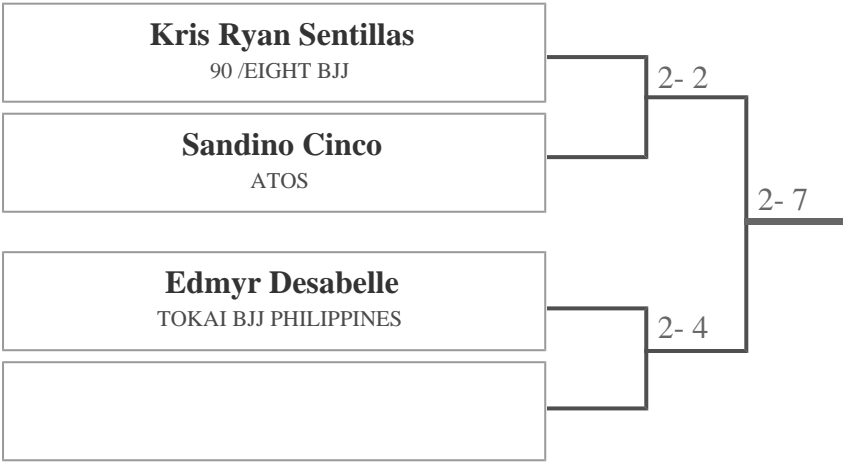 Kris Ryan Sentillas
90 /EIGHT BJJ
2- 2
Sandino Cinco
ATOS
2- 7
Edmyr Desabelle
TOKAI BJJ PHILIPPINES
2- 4